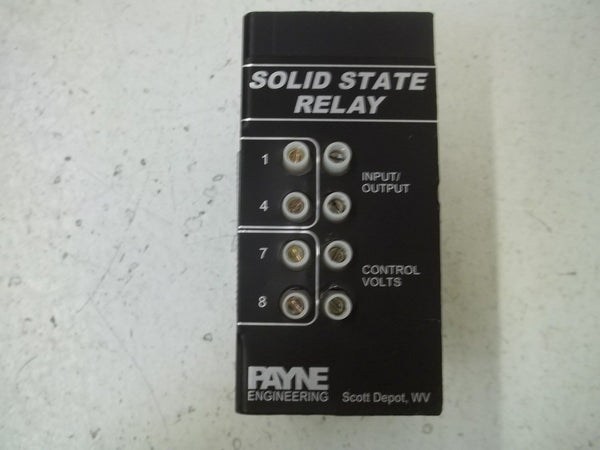 SOLID STATE
RELAY
1
4
INPUT/
OUTPUT
7
8
CONTROL
VOLTS
PAYNE
ENGINEERING
Scott Depot, WV